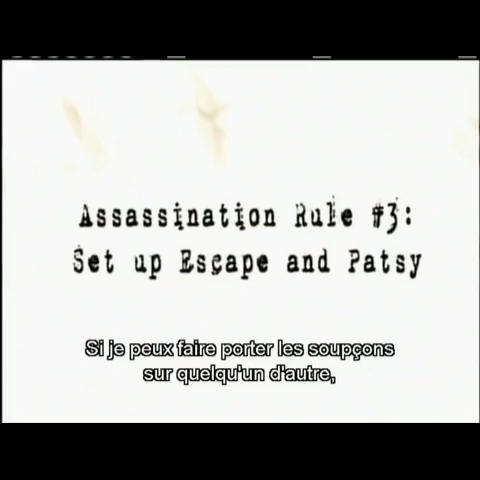 Assassination Rule #3:
Set up Escape and Patsy
Si je peux faire porter les soupçons
sur quelqu'un d'autre,